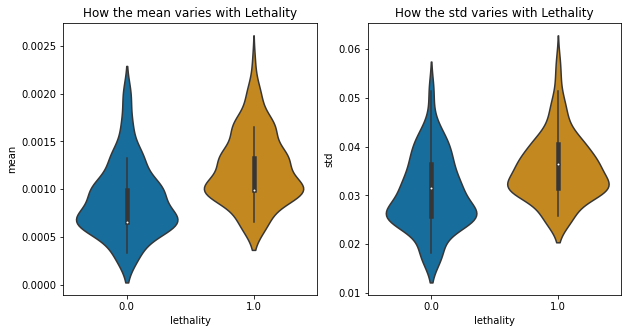 How the mean varies with Lethality
How the std varies with Lethality
0.0025
0.0020
0.0015
0.0010
0.0005
0.0000
mean
0.0
1.0
lethality
0.06
0.05
0.04
0.03
0.02
0.01
std
0.0
1.0
lethality